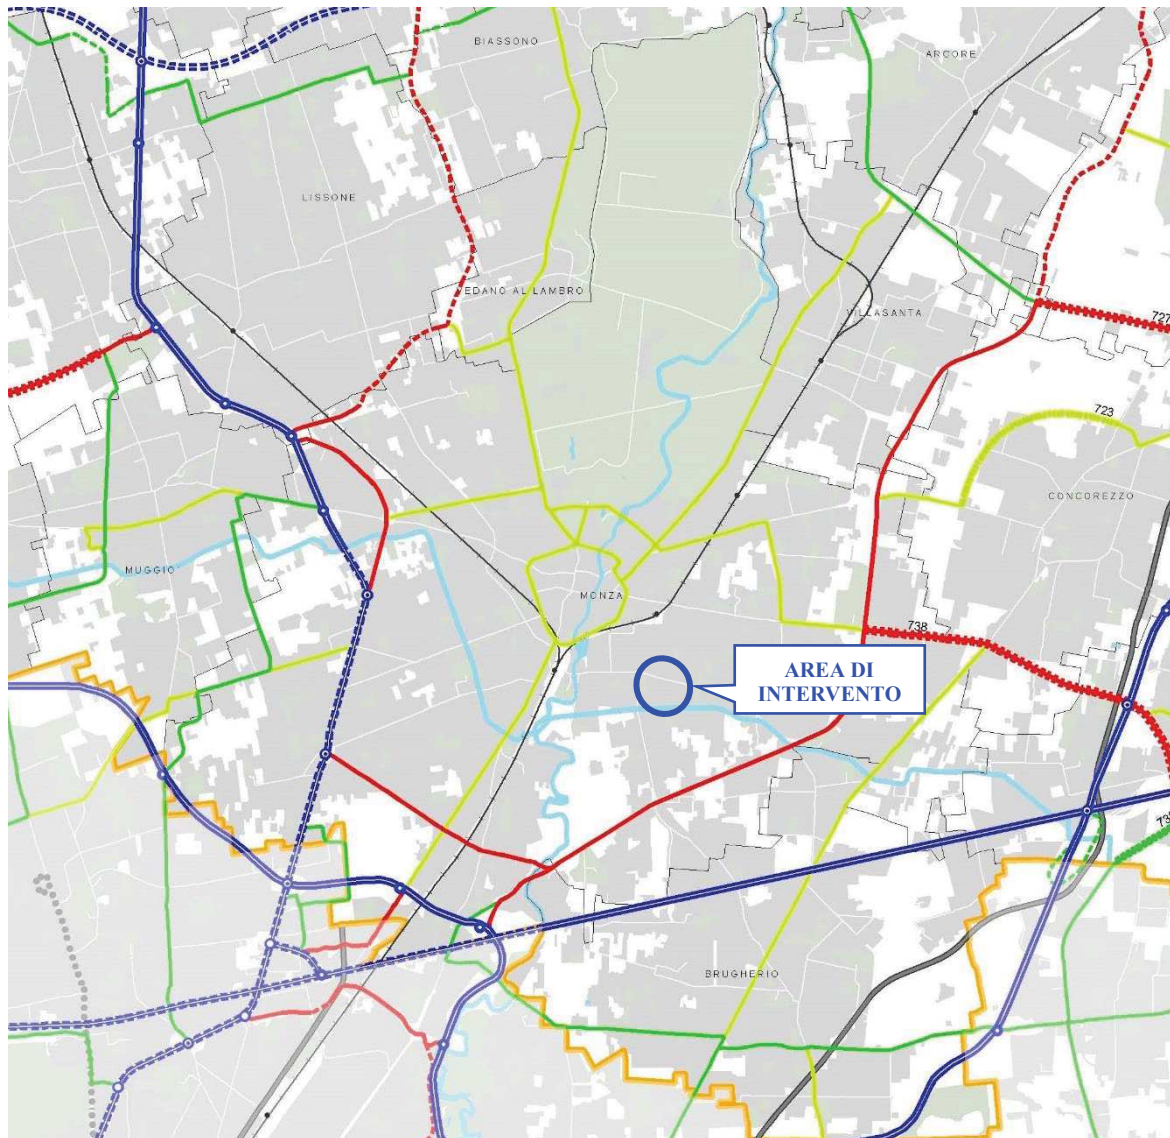 BIASSONO
ARCORE
LISSONE
VEDANO AL LAMBRO
VILLASANTA
727
723
CONCOREZZO
MUGGIO'
MONZA
738
AREA DI
INTERVENTO
BRUGHERIO